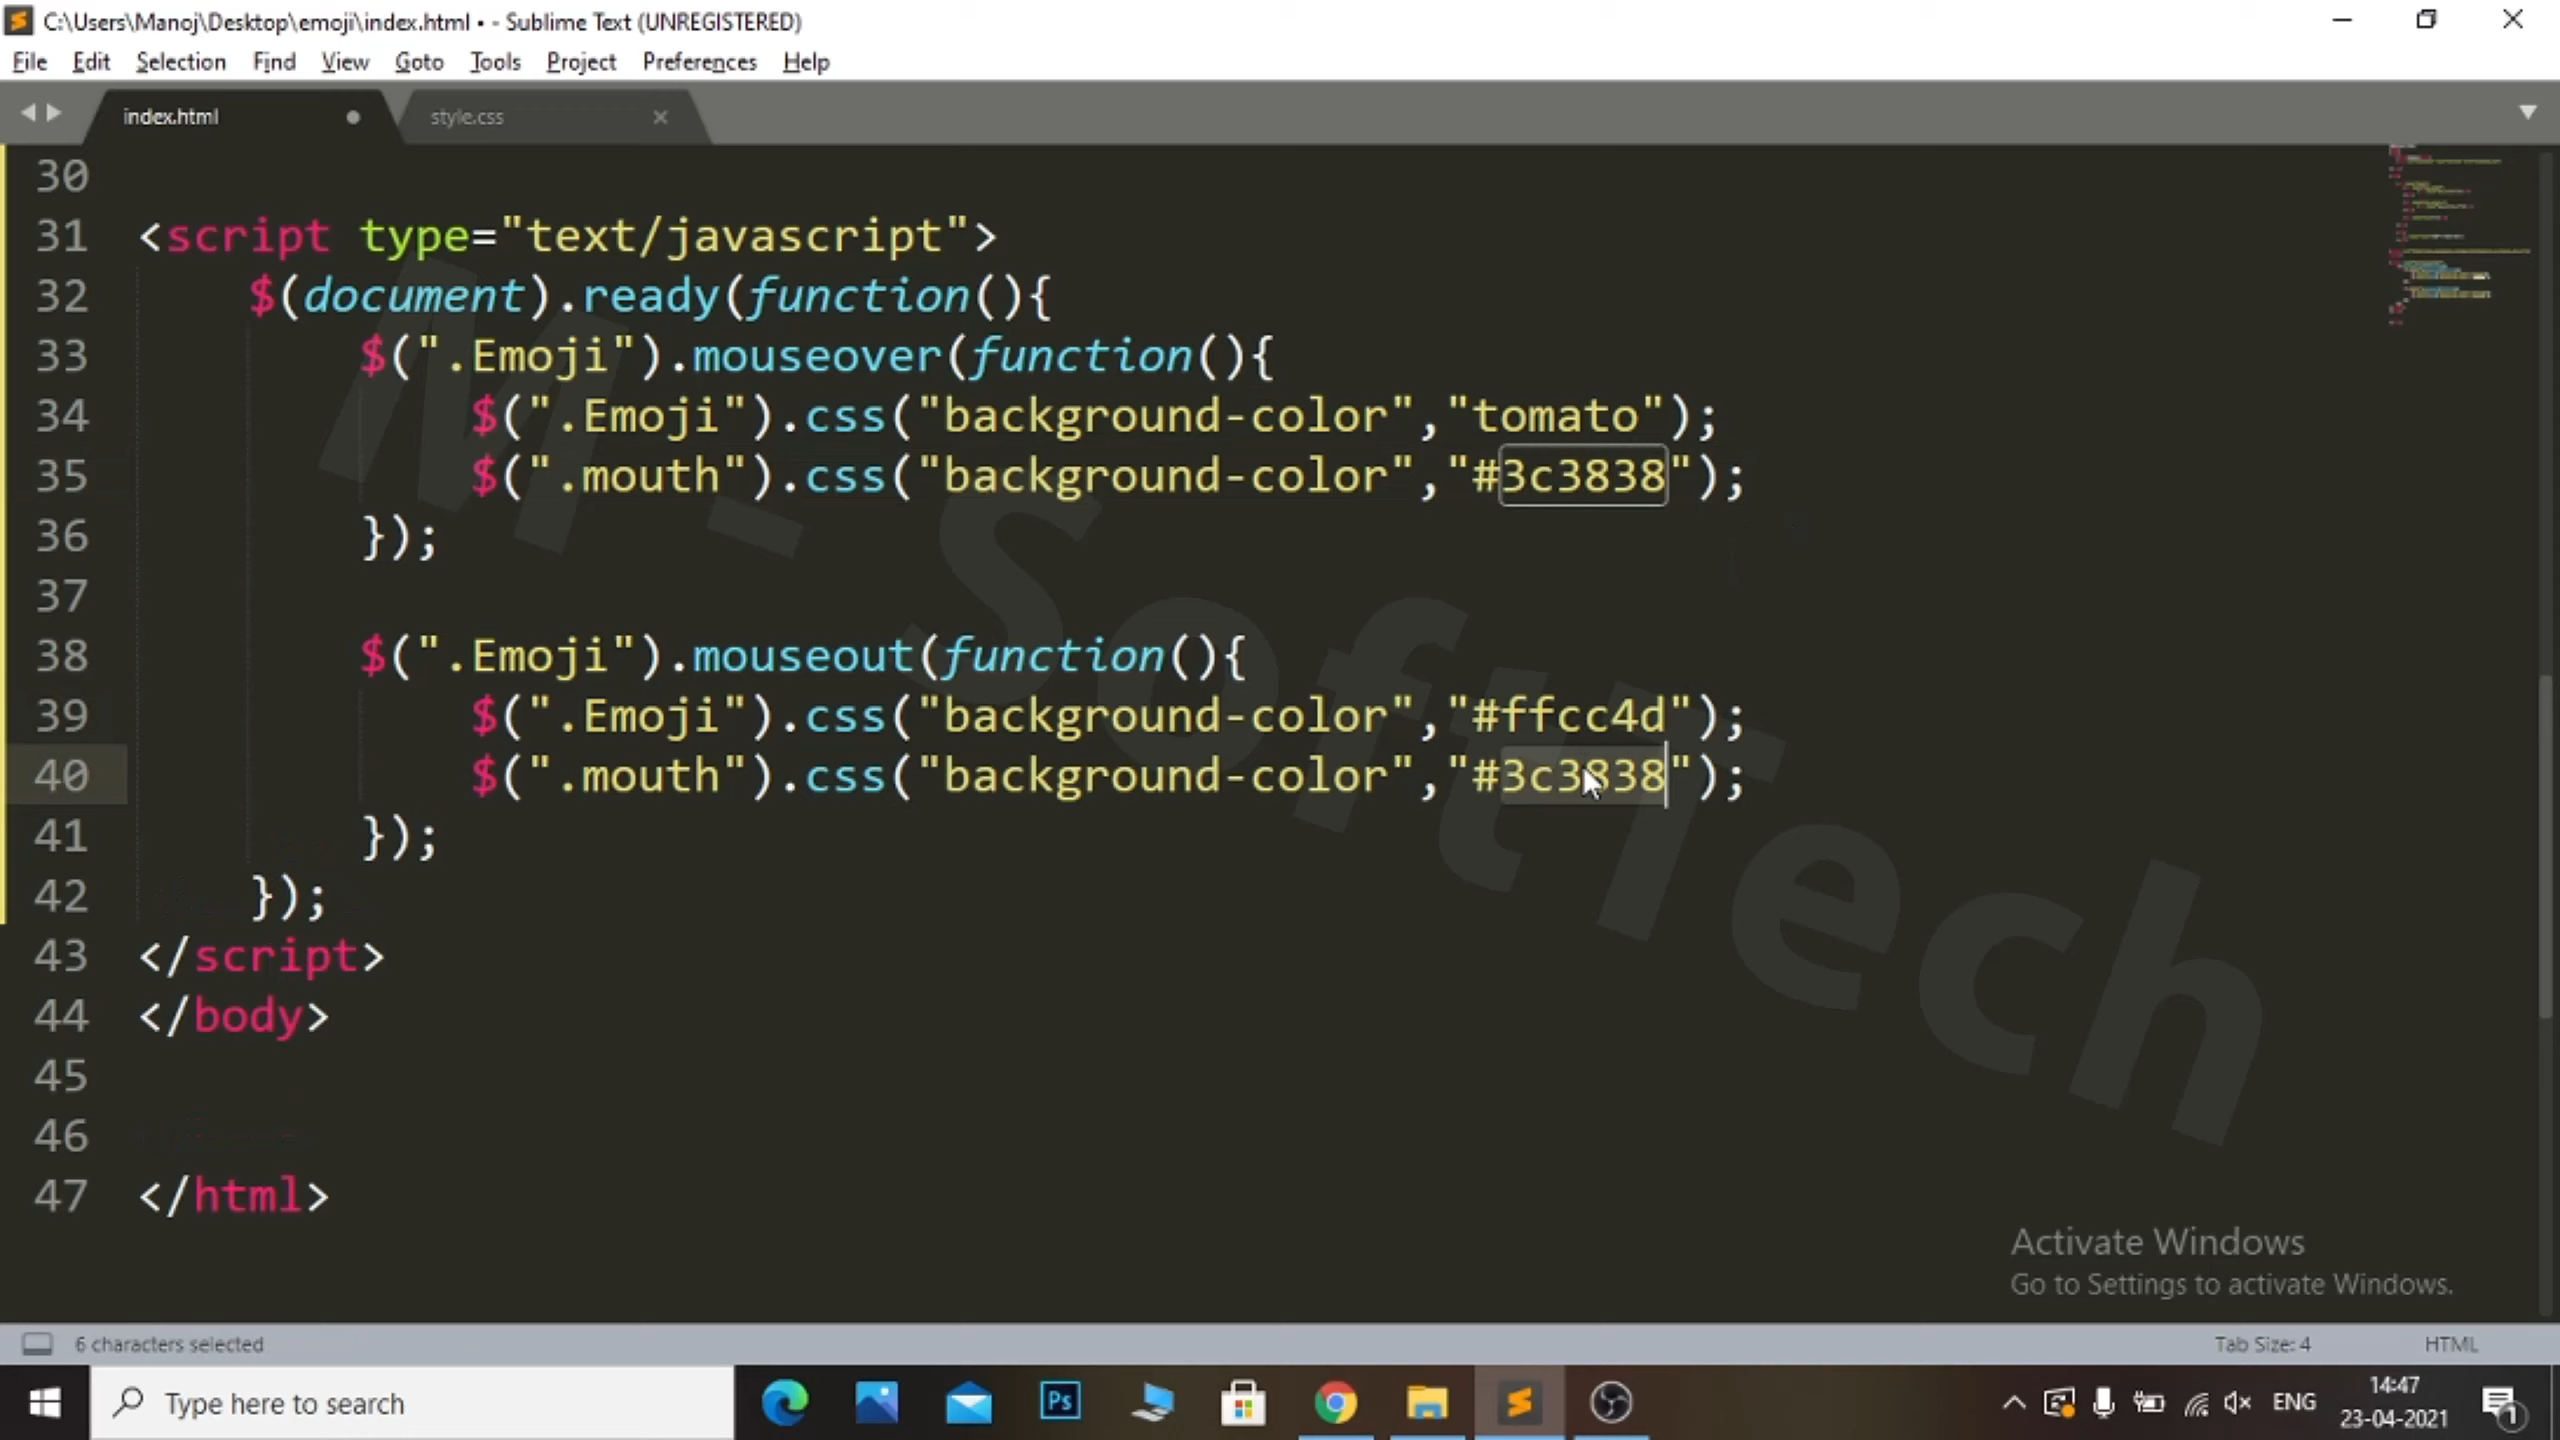 C:\Users\Manoj\Desktop\emoji\index.html • - Sublime Text (UNREGISTERED)
File Edit Selection Find View Goto Tools Project Preferences Help
index.html style.css
30
31 <script type="text/javascript">
32 $(document).ready(function(){
33 $(".Emoji").mouseover(function(){
34 $(".Emoji").css("background-color","tomato");
35 $(".mouth").css("background-color","#3c3838");
36 });
37
38 $(".Emoji").mouseout(function(){
39 $(".Emoji").css("background-color","#ffcc4d");
40 $(".mouth").css("background-color","#3c3838");
41 });
42 });
43 </script>
44 </body>
45
46
47 </html>
M - SoftTech
Activate Windows
Go to Settings to activate Windows.
6 characters selected Tab Size: 4 HTML
Type here to search
Ps
ENG
14:47
23-04-2021
1